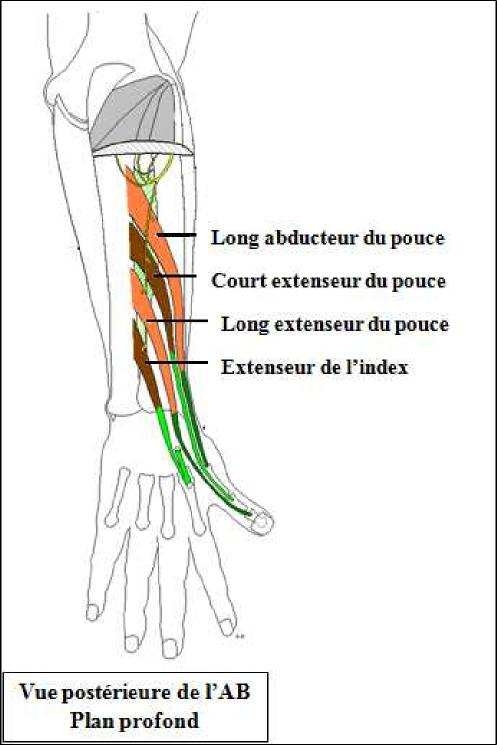 Long abducteur du pouce
Court extenseur du pouce
Long extenseur du pouce
Extenseur de l’index
Vue postérieure de l’AB
Plan profond